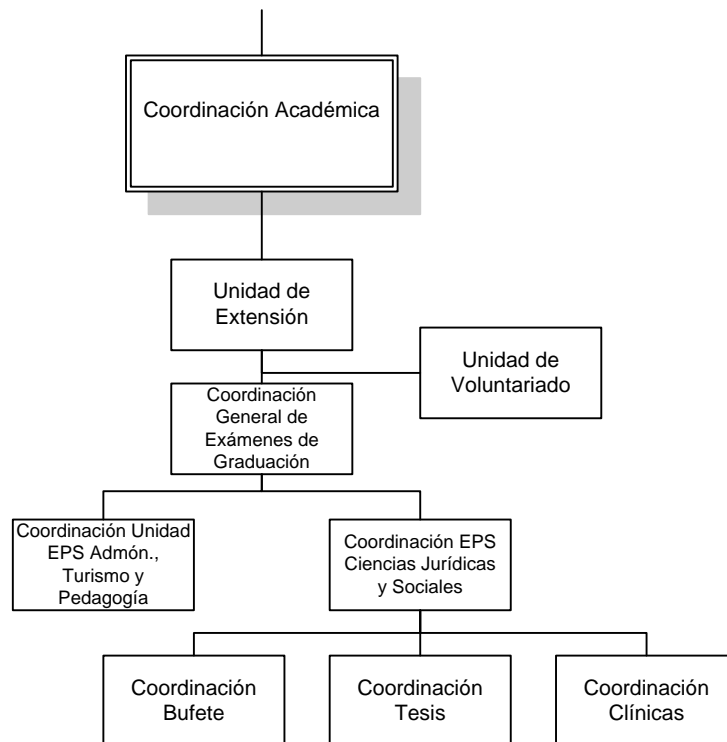 Coordinación Académica
Unidad de
Extensión
Unidad de
Voluntariado
Coordinación
General de
Exámenes de
Graduación
Coordinación Unidad
EPS Admón.,
Turismo y
Pedagogía
Coordinación EPS
Ciencias Jurídicas
y Sociales
Coordinación
Bufete
Coordinación
Tesis
Coordinación
Clínicas